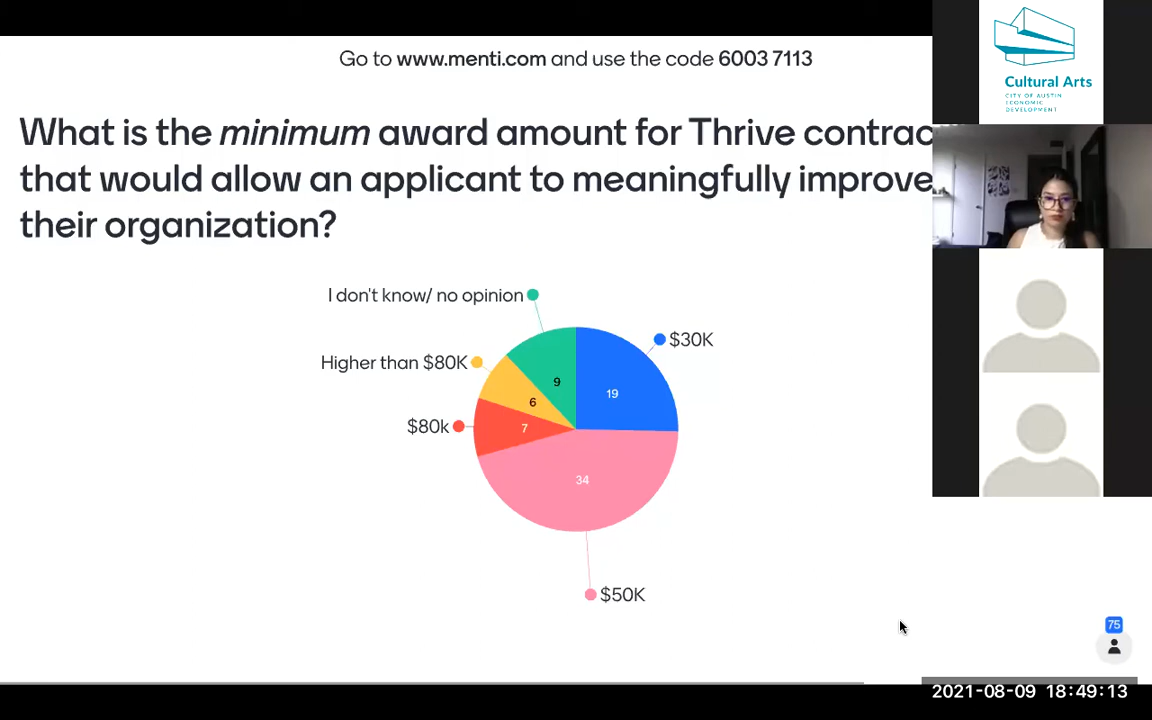 Go to www.menti.com and use the code 6003 7113
What is the minimum award amount for Thrive contrac
that would allow an applicant to meaningfully improve
their organization?
I don't know/ no opinion
$30K
Higher than $80K
$80k
9
19
6
7
34
$50K
Cultural Arts
CITY OF AUSTIN
ECONOMIC
DEVELOPMENT
75
2021-08-09 18:49:13